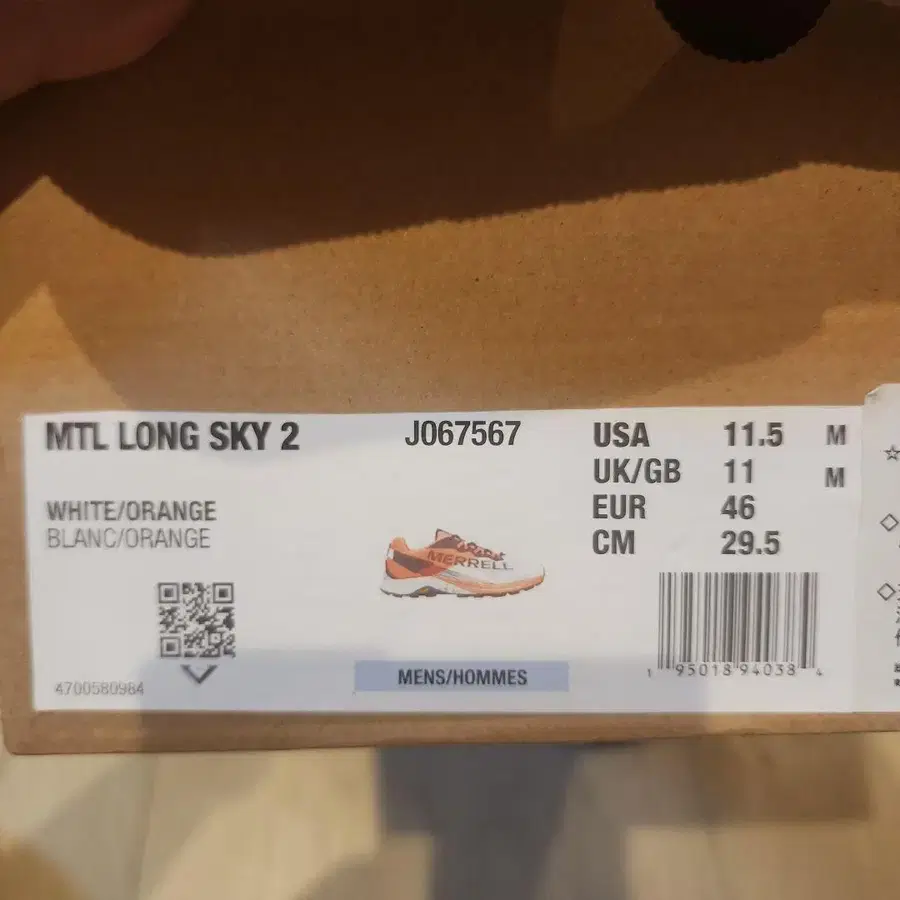 MTL LONG SKY 2
J067567
WHITE/ORANGE
BLANC/ORANGE
4700580984
MERRELL
MENS/HOMMES
USA 11.5 M
UK/GB 11 M
EUR 46
CM 29.5
1 95018 94038 4